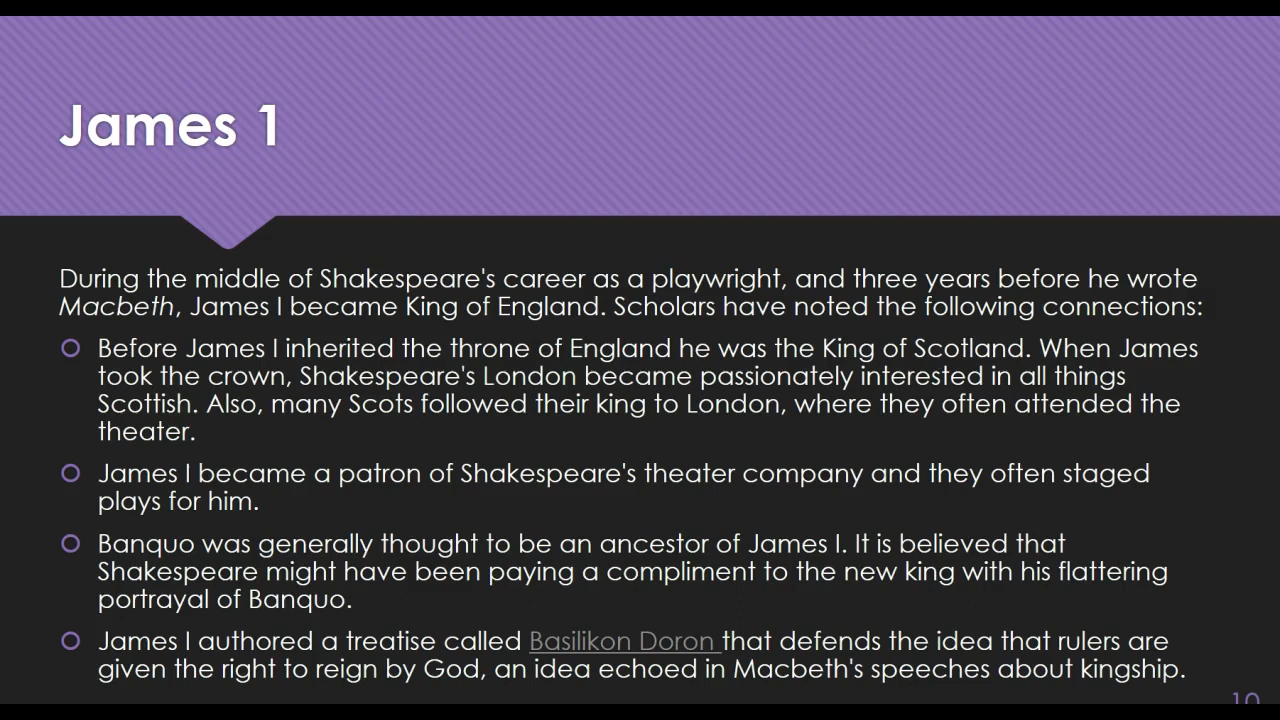 James 1
During the middle of Shakespeare's career as a playwright, and three years before he wrote
Macbeth, James I became King of England. Scholars have noted the following connections:
Before James I inherited the throne of England he was the King of Scotland. When James
took the crown, Shakespeare's London became passionately interested in all things
Scottish. Also, many Scots followed their king to London, where they often attended the
theater.
James I became a patron of Shakespeare's theater company and they often staged
plays for him.
Banquo was generally thought to be an ancestor of James I. It is believed that
Shakespeare might have been paying a compliment to the new king with his flattering
portrayal of Banquo.
James I authored a treatise called Basilikon Doron that defends the idea that rulers are
given the right to reign by God, an idea echoed in Macbeth's speeches about kingship.
10